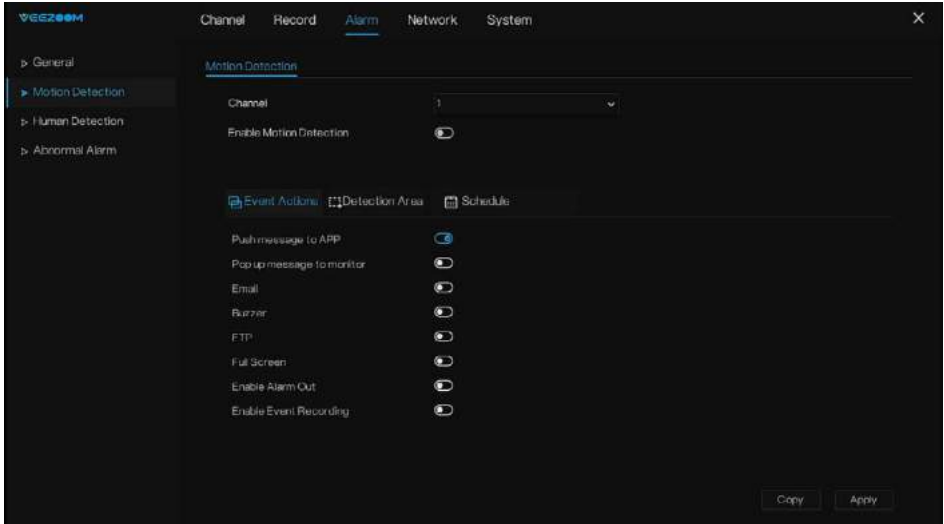 VEEZOOM
Channel Record Alarm Network System
General
Motion Detection
Human Detection
Abnormal Alarm
Motion Detection
Channel 1
Enable Motion Detection
Event Actions Detection Area Schedule
Push message to APP
Pop up message to monitor
Email
Buzzer
FTP
Full Screen
Enable Alarm Out
Enable Event Recording
Copy Apply